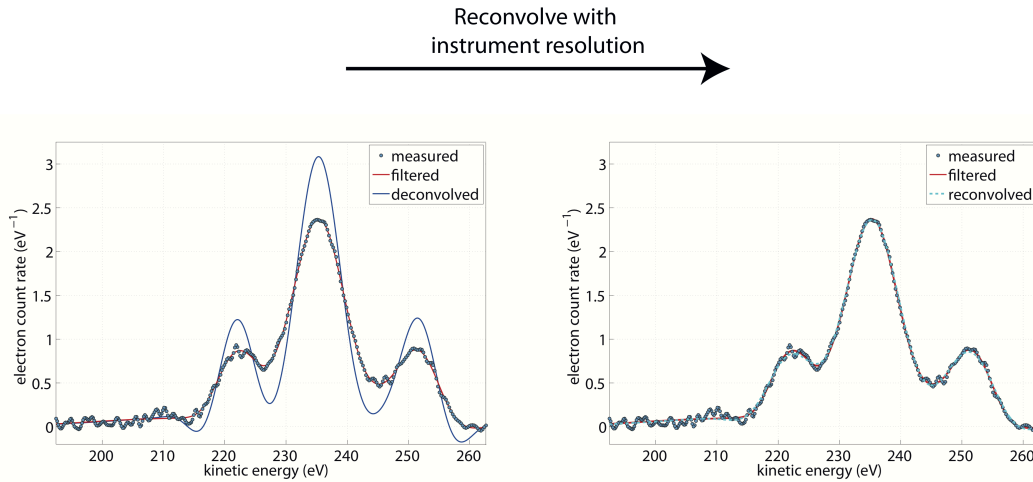 Reconvolve with
instrument resolution
measured
filtered
deconvolved
3
2.5
2
1.5
1
0.5
0
electron count rate (eV⁻¹)
200 210 220 230 240 250 260
kinetic energy (eV)
measured
filtered
reconvolved
3
2.5
2
1.5
1
0.5
0
electron count rate (eV⁻¹)
200 210 220 230 240 250 260
kinetic energy (eV)